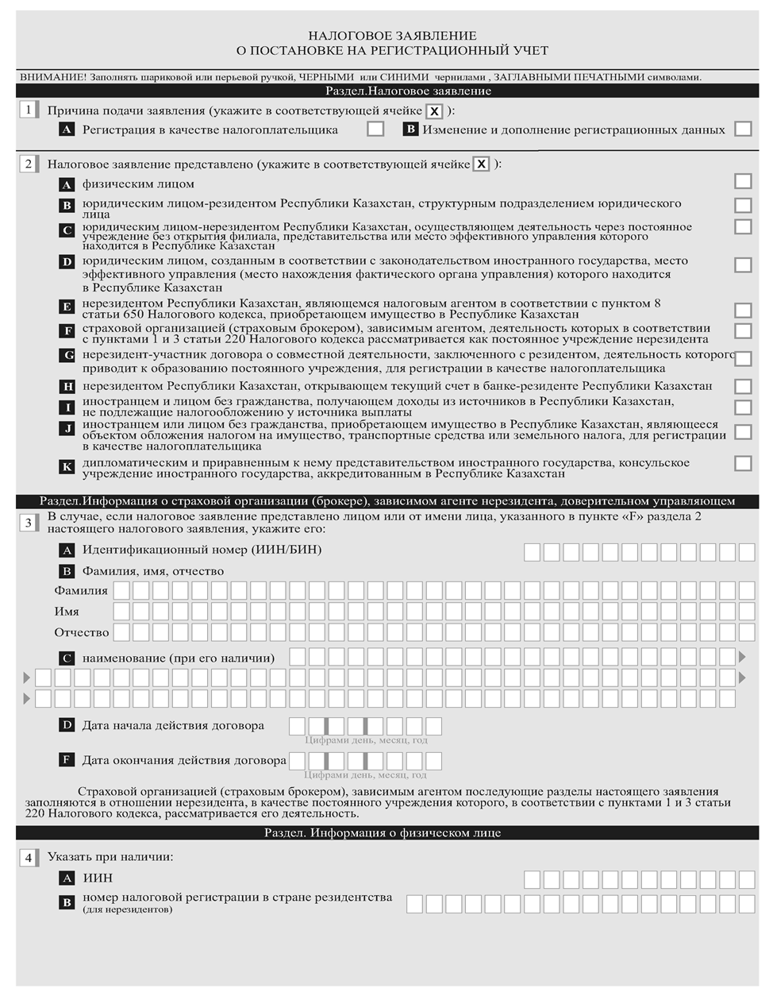 НАЛОГОВОЕ ЗАЯВЛЕНИЕ
О ПОСТАНОВКЕ НА РЕГИСТРАЦИОННЫЙ УЧЕТ
ВНИМАНИЕ! Заполнять шариковой или перьевой ручкой, ЧЕРНЫМИ или СИНИМИ чернилами , ЗАГЛАВНЫМИ ПЕЧАТНЫМИ символами.
Раздел.Налоговое заявление
1 Причина подачи заявления (укажите в соответствующей ячейке X ):
A Регистрация в качестве налогоплательщика B Изменение и дополнение регистрационных данных
2 Налоговое заявление представлено (укажите в соответствующей ячейке X ):
A физическим лицом
B юридическим лицом-резидентом Республики Казахстан, структурным подразделением юридического
лица
C юридическим лицом-нерезидентом Республики Казахстан, осуществляющем деятельность через постоянное
учреждение без открытия филиала, представительства или место эффективного управления которого
находится в Республике Казахстан
D юридическим лицом, созданным в соответствии с законодательством иностранного государства, место
эффективного управления (место нахождения фактического органа управления) которого находится
в Республике Казахстан
E нерезидентом Республики Казахстан, являющемся налоговым агентом в соответствии с пунктом 8
статьи 650 Налогового кодекса, приобретающем имущество в Республике Казахстан
F страховой организацией (страховым брокером), зависимым агентом, деятельность которых в соответствии
с пунктами 1 и 3 статьи 220 Налогового кодекса рассматривается как постоянное учреждение нерезидента
G нерезидент-участник договора о совместной деятельности, заключенного с резидентом, деятельность которого
приводит к образованию постоянного учреждения, для регистрации в качестве налогоплательщика
H нерезидентом Республики Казахстан, открывающем текущий счет в банке-резиденте Республики Казахстан
I иностранцем и лицом без гражданства, получающем доходы из источников в Республики Казахстан,
не подлежащие налогообложению у источника выплаты
J иностранцем или лицом без гражданства, приобретающем имущество в Республике Казахстан, являющееся
объектом обложения налогом на имущество, транспортные средства или земельного налога, для регистрации
в качестве налогоплательщика
K дипломатическим и приравненным к нему представительством иностранного государства, консульское
учреждение иностранного государства, аккредитованным в Республике Казахстан
Раздел.Информация о страховой организации (брокере), зависимом агенте нерезидента, доверительном управляющем
3 В случае, если налоговое заявление представлено лицом или от имени лица, указанного в пункте «F» раздела 2
настоящего налогового заявления, укажите его:
A Идентификационный номер (ИИН/БИН)
B Фамилия, имя, отчество
Фамилия
Имя
Отчество
C наименование (при его наличии)
D Дата начала действия договора
Цифрами день, месяц, год
F Дата окончания действия договора
Цифрами день, месяц, год
Страховой организацией (страховым брокером), зависимым агентом последующие разделы настоящего заявления
заполняются в отношении нерезидента, в качестве постоянного учреждения которого, в соответствии с пунктами 1 и 3 статьи
220 Налогового кодекса, рассматривается его деятельность.
Раздел. Информация о физическом лице
4 Указать при наличии:
A ИИН
B номер налоговой регистрации в стране резидентства
(для нерезидентов)